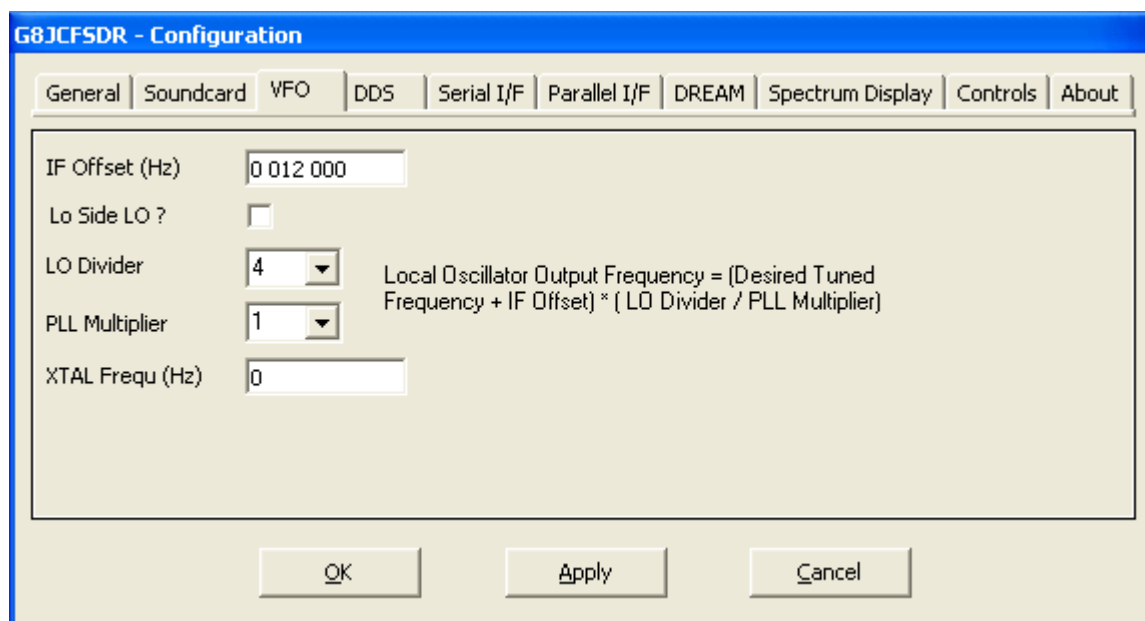 G8JCFSDR - Configuration
General Soundcard VFO DDS Serial I/F Parallel I/F DREAM Spectrum Display Controls About
IF Offset (Hz) 0 012 000
Lo Side LO ?
LO Divider 4
PLL Multiplier 1
XTAL Frequ (Hz) 0
Local Oscillator Output Frequency = (Desired Tuned
Frequency + IF Offset) * ( LO Divider / PLL Multiplier)
OK Apply Cancel